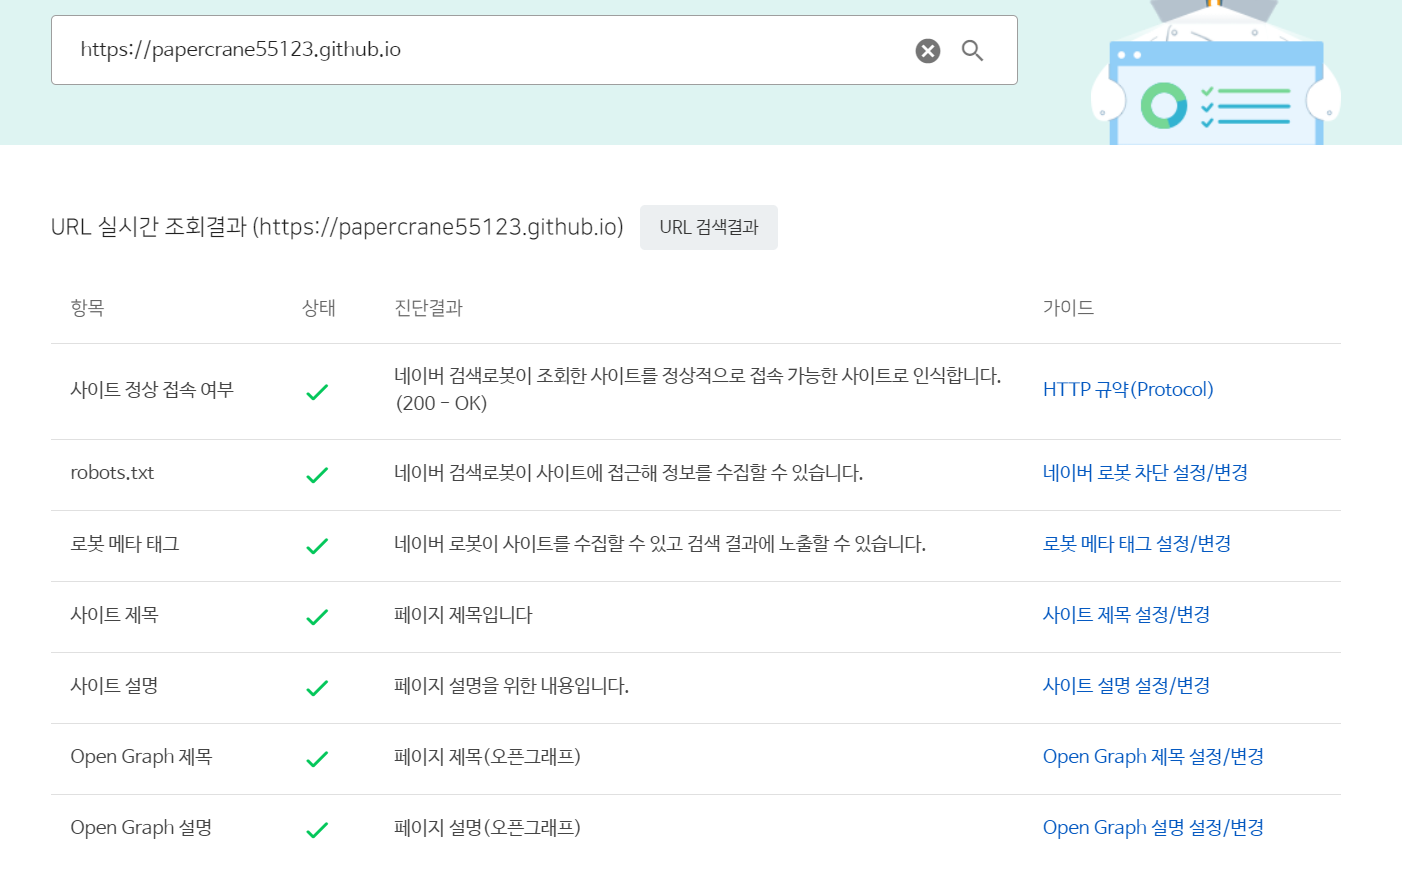 https://papercrane55123.github.io
URL 실시간 조회결과 (https://papercrane55123.github.io) URL 검색결과
항목 상태 진단결과 가이드
사이트 정상 접속 여부 네이버 검색로봇이 조회한 사이트를 정상적으로 접속 가능한 사이트로 인식합니다. HTTP 규약(Protocol)
(200 - OK)
robots.txt 네이버 검색로봇이 사이트에 접근해 정보를 수집할 수 있습니다. 네이버 로봇 차단 설정/변경
로봇 메타 태그 네이버 로봇이 사이트를 수집할 수 있고 검색 결과에 노출할 수 있습니다. 로봇 메타 태그 설정/변경
사이트 제목 페이지 제목입니다 사이트 제목 설정/변경
사이트 설명 페이지 설명을 위한 내용입니다. 사이트 설명 설정/변경
Open Graph 제목 페이지 제목(오픈그래프) Open Graph 제목 설정/변경
Open Graph 설명 페이지 설명(오픈그래프) Open Graph 설명 설정/변경